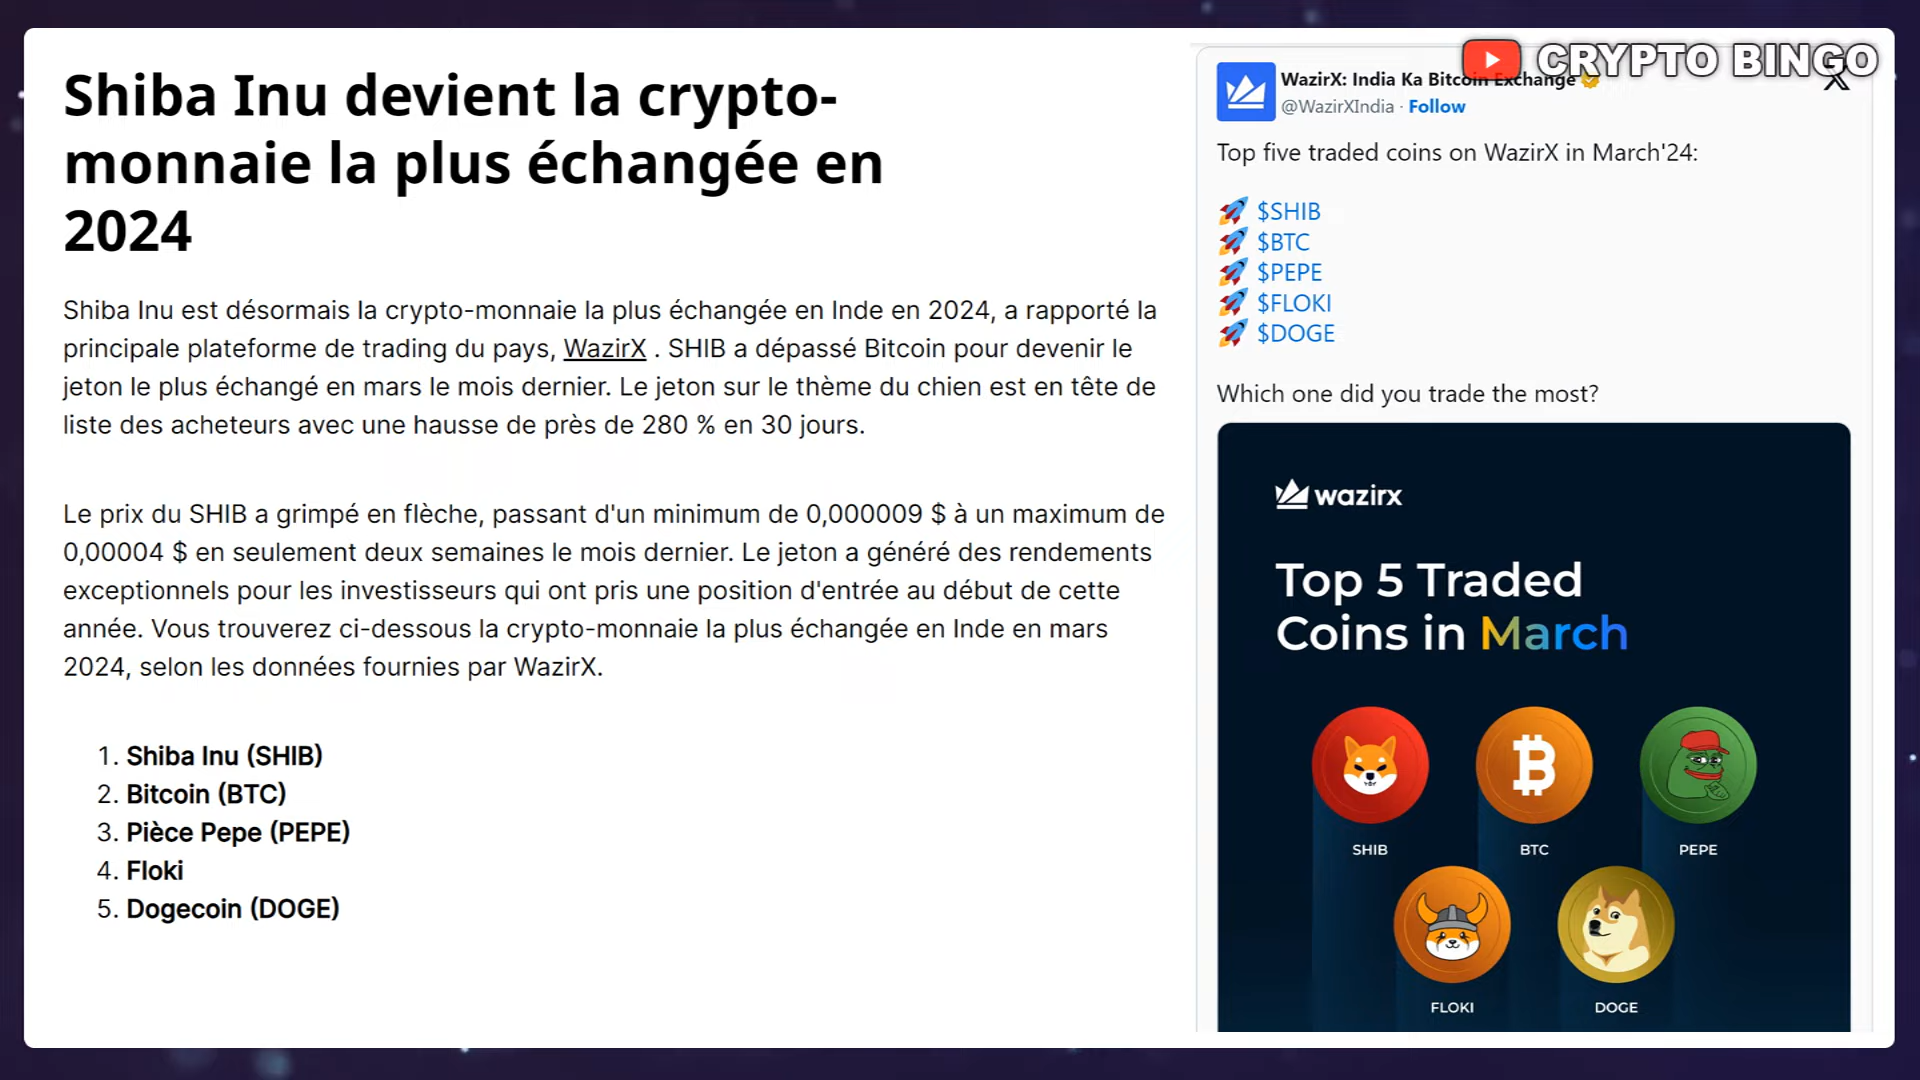 Shiba Inu devient la crypto-
monnaie la plus échangée en
2024
Shiba Inu est désormais la crypto-monnaie la plus échangée en Inde en 2024, a rapporté la
principale plateforme de trading du pays, WazirX . SHIB a dépassé Bitcoin pour devenir le
jeton le plus échangé en mars le mois dernier. Le jeton sur le thème du chien est en tête de
liste des acheteurs avec une hausse de près de 280 % en 30 jours.
Le prix du SHIB a grimpé en flèche, passant d'un minimum de 0,000009 $ à un maximum de
0,00004 $ en seulement deux semaines le mois dernier. Le jeton a généré des rendements
exceptionnels pour les investisseurs qui ont pris une position d'entrée au début de cette
année. Vous trouverez ci-dessous la crypto-monnaie la plus échangée en Inde en mars
2024, selon les données fournies par WazirX.
1. Shiba Inu (SHIB)
2. Bitcoin (BTC)
3. Pièce Pepe (PEPE)
4. Floki
5. Dogecoin (DOGE)
CRYPTO BINGO
WazirX: India Ka Bitcoin Exchange
@WazirXIndia · Follow
Top five traded coins on WazirX in March'24:
$SHIB
$BTC
$PEPE
$FLOKI
$DOGE
Which one did you trade the most?
wazirx
Top 5 Traded
Coins in March
SHIB
BTC
PEPE
FLOKI
DOGE